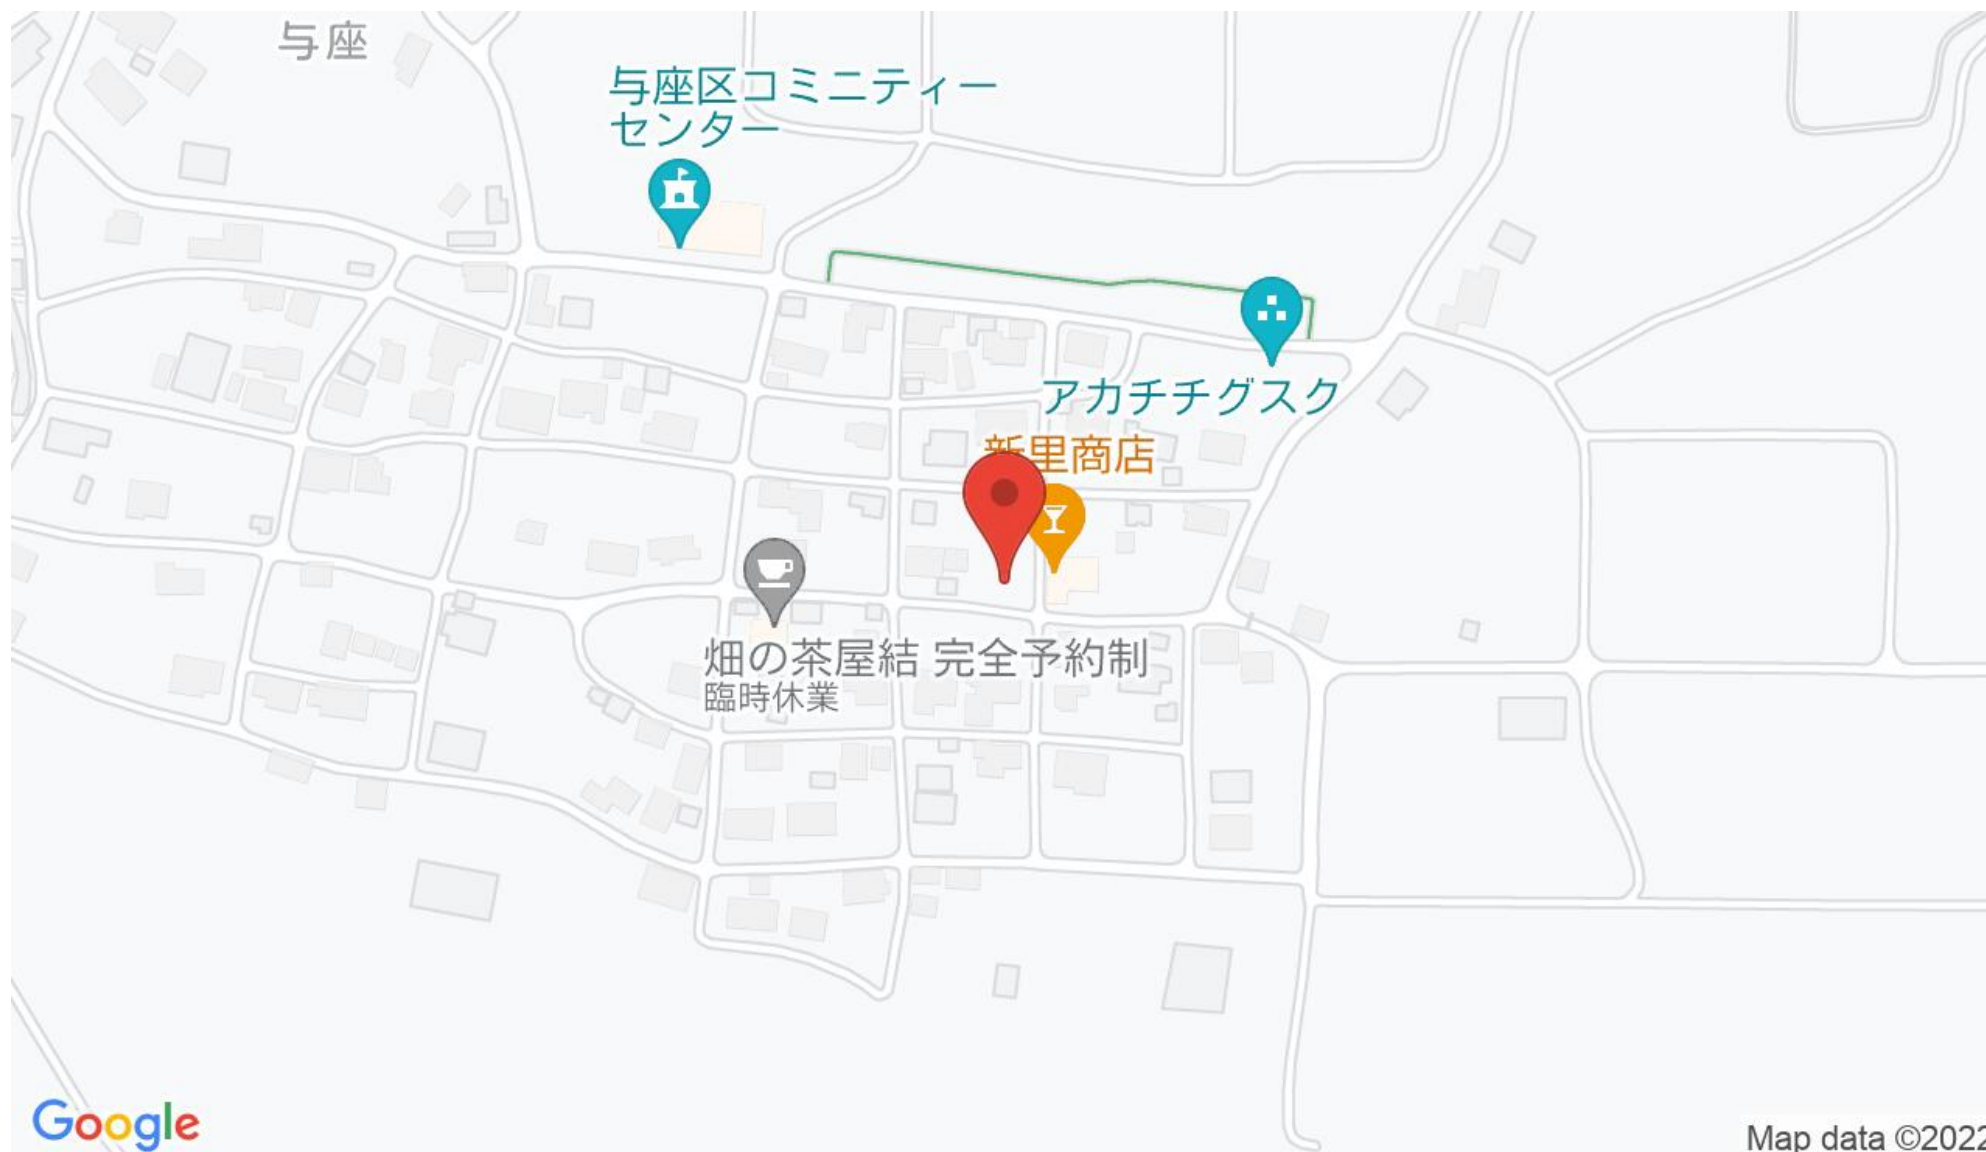 与座
与座区コミニティー
センター
アカチチグスク
新里商店
畑の茶屋結 完全予約制
臨時休業
Google
Map data ©2022